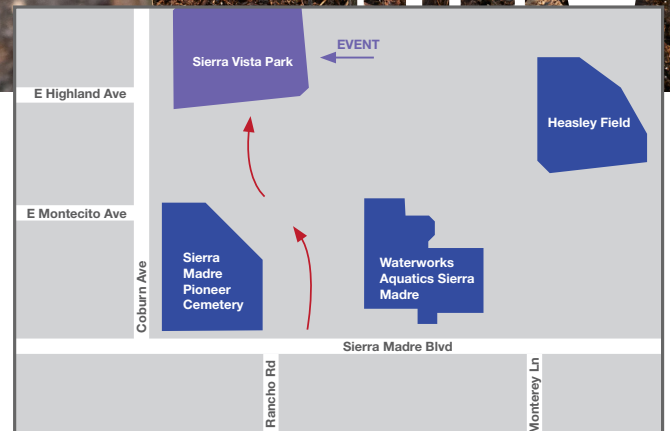 EVENT
Sierra Vista Park
E Highland Ave
Heasley Field
E Montecito Ave
Sierra
Madre
Pioneer
Cemetery
Waterworks
Aquatics Sierra
Madre
Coburn Ave
Sierra Madre Blvd
Rancho Rd
Monterey Ln